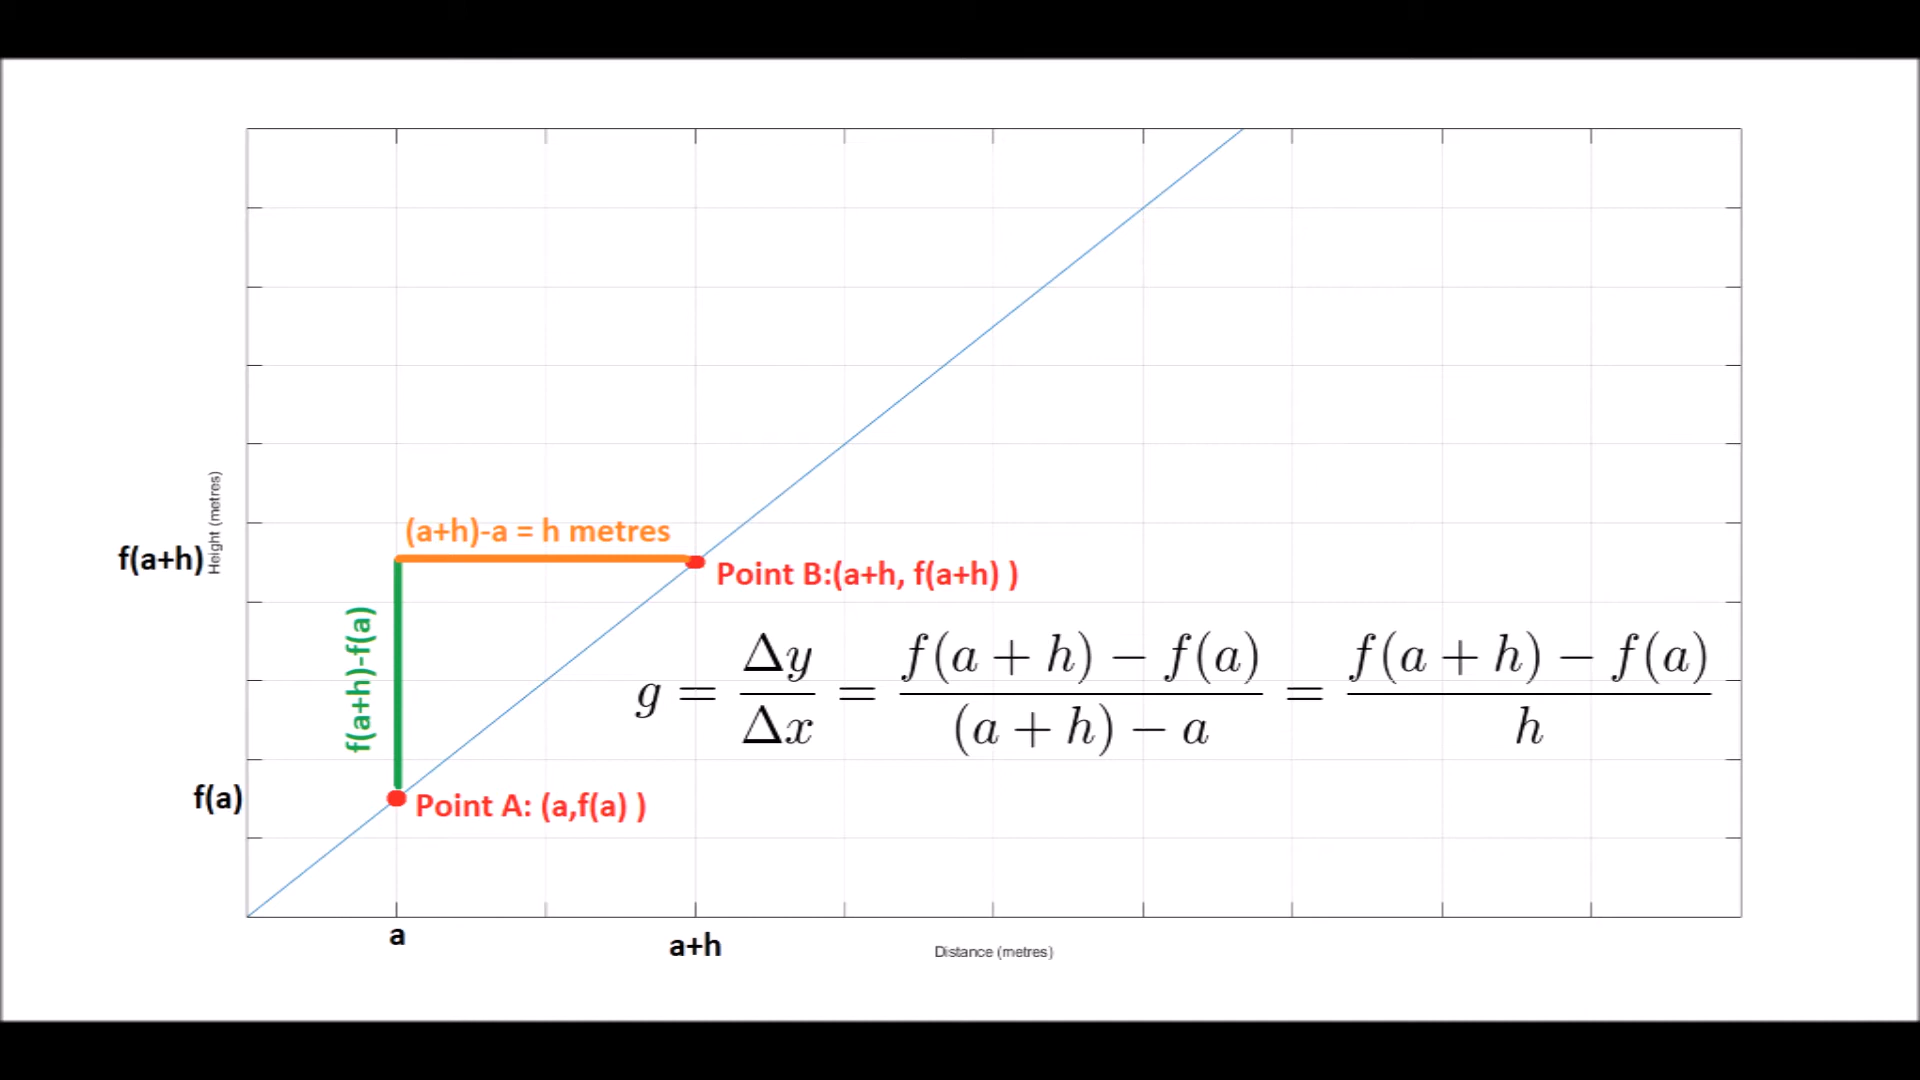 (a+h)-a = h metres
f(a+h)
Height (metres)
Point B:(a+h, f(a+h) )
f(a+h)-f(a)
g = Δy/Δx = f(a + h) − f(a)/(a + h) − a = f(a + h) − f(a)/h
f(a)
Point A: (a,f(a) )
a
a+h
Distance (metres)